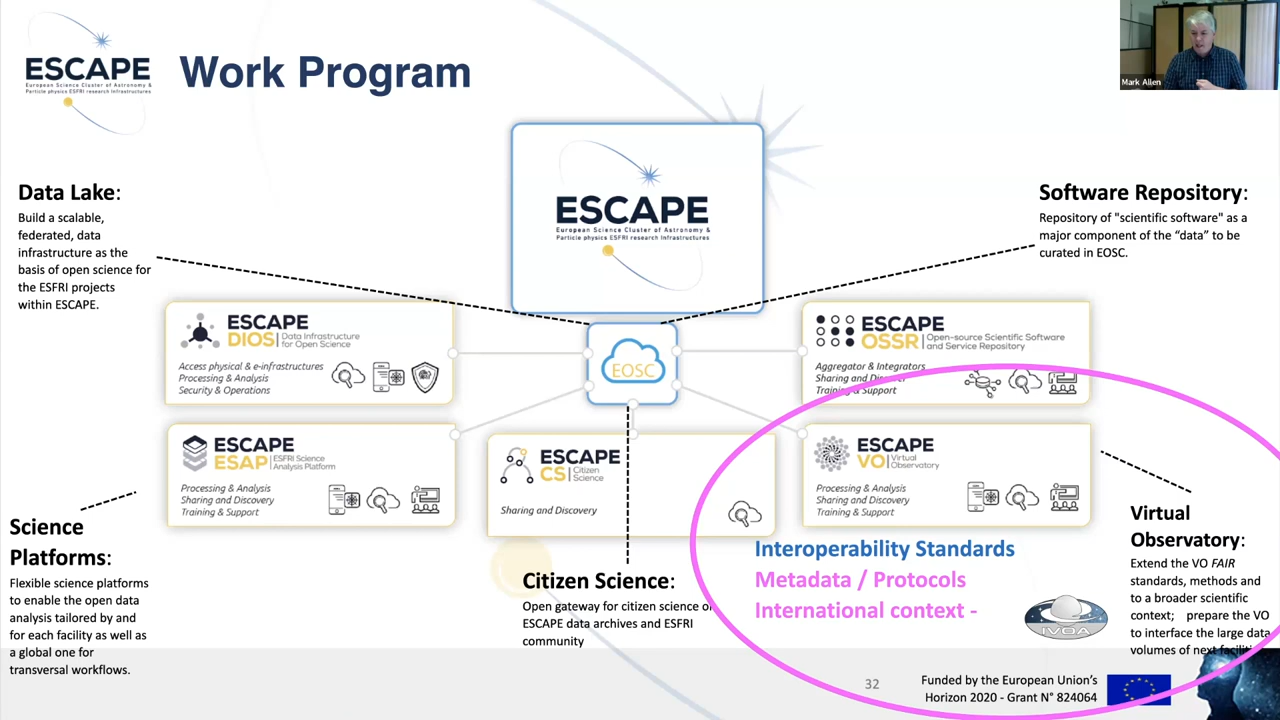 ESCAPE
European Science Cluster of Astronomy &
Particle physics ESFRI research Infrastructures
Work Program
Mark Allen
Data Lake:
Build a scalable,
federated, data
infrastructure as the
basis of open science for
the ESFRI projects
within ESCAPE.
ESCAPE
European Science Cluster of Astronomy &
Particle physics ESFRI research Infrastructures
Software Repository:
Repository of "scientific software" as a
major component of the “data” to be
curated in EOSC.
ESCAPE
DIOS | Data Infrastructure
for Open Science
Access physical & e-infrastructures
Processing & Analysis
Security & Operations
EOSC
ESCAPE
OSSR | Open-source Scientific Software
and Service Repository
Aggregator & Integrators
Sharing and Discovery
Training & Support
ESCAPE
ESAP | ESFRI Science
Analysis Platform
Processing & Analysis
Sharing and Discovery
Training & Support
ESCAPE
CS | Citizen
Science
Sharing and Discovery
ESCAPE
VO | Virtual
Observatory
Processing & Analysis
Sharing and Discovery
Training & Support
Science
Platforms:
Flexible science platforms
to enable the open data
analysis tailored by and
for each facility as well as
a global one for
transversal workflows.
Citizen Science:
Open gateway for citizen science on
ESCAPE data archives and ESFRI
community
Interoperability Standards
Metadata / Protocols
International context -
IVOA
Virtual
Observatory:
Extend the VO FAIR
standards, methods and
to a broader scientific
context; prepare the VO
to interface the large data
volumes of next
32
Funded by the European Union’s
Horizon 2020 - Grant N° 824064